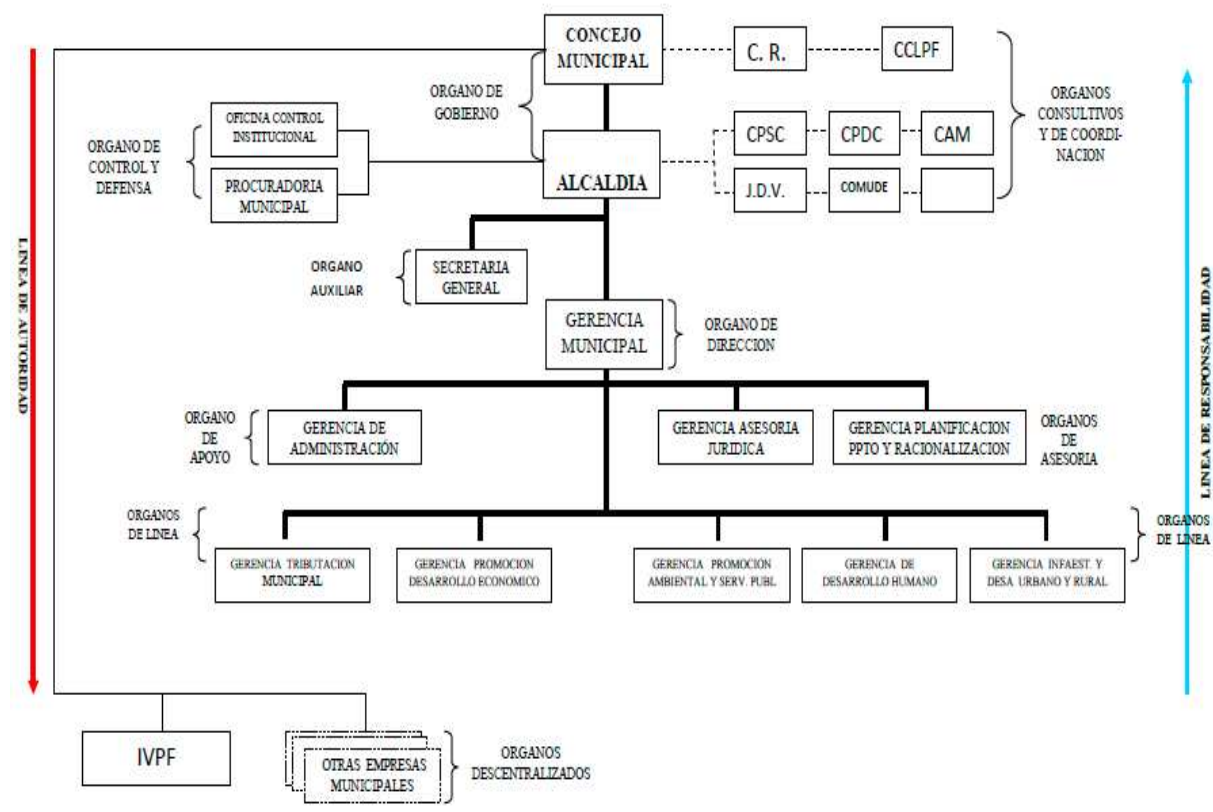 CONCEJO
MUNICIPAL
C. R.
CCLPF
ORGANO DE
GOBIERNO
ORGANOS
CONSULTIVOS
Y DE COORDI-
NACION
OFICINA CONTROL
INSTITUCIONAL
ORGANO DE
CONTROL Y
DEFENSA
PROCURADORIA
MUNICIPAL
ALCALDIA
CPSC
CPDC
CAM
J.D.V.
COMUDE
ORGANO
AUXILIAR
SECRETARIA
GENERAL
GERENCIA
MUNICIPAL
ORGANO DE
DIRECCION
LINEA DE AUTORIDAD
LINEA DE RESPONSABILIDAD
ORGANO
DE
APOYO
GERENCIA DE
ADMINISTRACIÓN
GERENCIA ASESORIA
JURIDICA
GERENCIA PLANIFICACION
PPTO Y RACIONALIZACION
ORGANOS
DE
ASESORIA
ORGANOS
DE LINEA
GERENCIA TRIBUTACION
MUNICIPAL
GERENCIA PROMOCION
DESARROLLO ECONOMICO
GERENCIA PROMOCIÓN
AMBIENTAL Y SERV. PUBL
GERENCIA DE
DESARROLLO HUMANO
GERENCIA INFAEST. Y
DESA URBANO Y RURAL
ORGANOS
DE LINEA
IVPF
OTRAS EMPRESAS
MUNICIPALES
ORGANOS
DESCENTRALIZADOS